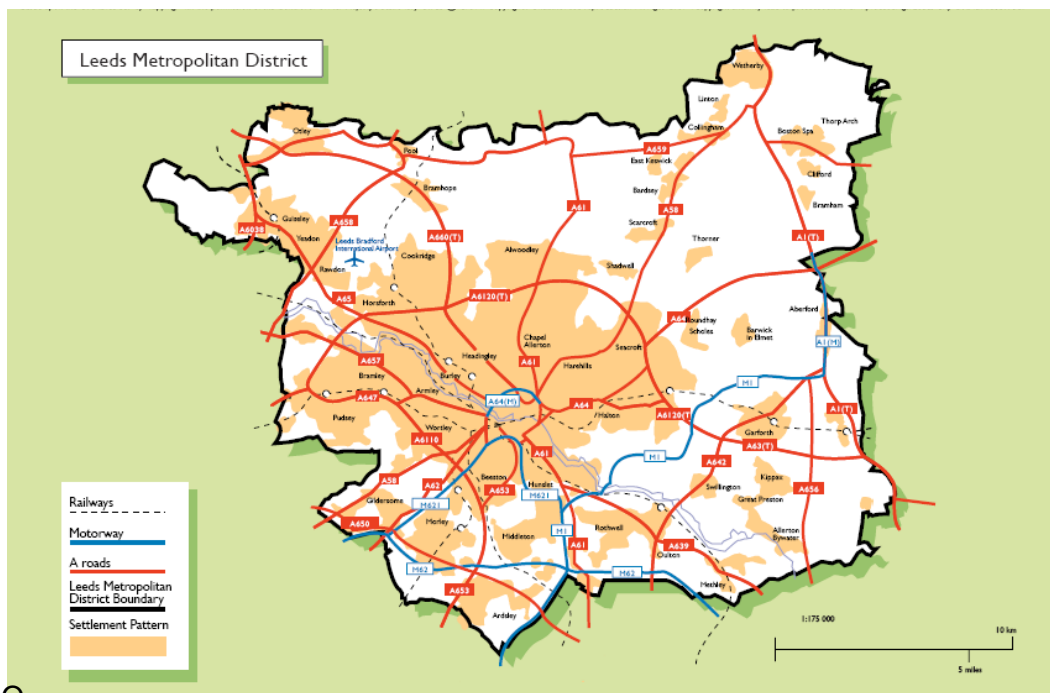 Leeds Metropolitan District
Wetherby
Linton
Thorp Arch
Collingham
Boston Spa
Otley
Pool
A659
East Keswick
Clifford
Bramhope
Bardsey
Bramham
A61
A58
Guiseley
A658
Scarcroft
A6038
Yeadon
A660(T)
A1(T)
Thorner
Leeds Bradford
International Airport
Alwoodley
Cookridge
Rawdon
Shadwell
A65
A6120(T)
Horsforth
Aberford
A64
Roundhay
Scholes
Barwick
In Elmet
Chapel
Allerton
A1(M)
Seacroft
A657
Headingley
A61
Harehills
Bramley
Burley
M1
Armley
A647
A64(M)
A64
Halton
A6120(T
A1(T)
Pudsey
Wortley
Garforth
A6110
A63(T)
A61
M1
A642
Beeston
Kippax
A58
A62
A653
Hunslet
Swillington
A656
Gildersome
M621
M621
Great Preston
A650
Morley
Middleton
M1
Rothwell
Allerton
Bywater
A61
A639
Oulton
M62
M62
Methley
A653
Ardsley
Railways
Motorway
A roads
Leeds Metropolitan
District Boundary
Settlement Pattern
1:175 000
10 km
5 miles